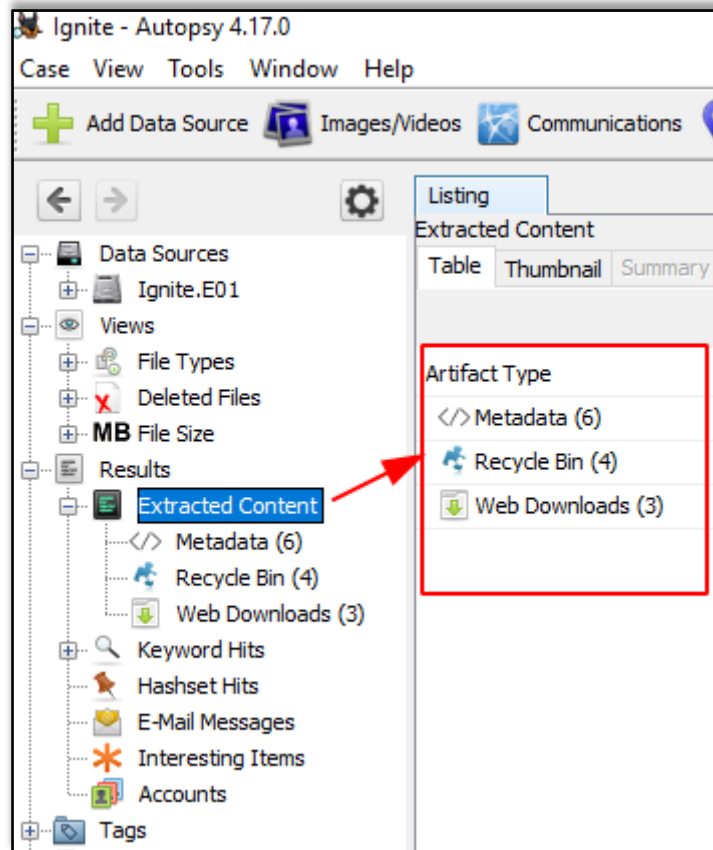 Ignite - Autopsy 4.17.0
Case View Tools Window Help
Add Data Source Images/Videos Communications
Listing
Extracted Content
Table Thumbnail Summary
Data Sources
Ignite.E01
Views
File Types
Deleted Files
MB File Size
Results
Extracted Content
Metadata (6)
Recycle Bin (4)
Web Downloads (3)
Keyword Hits
Hashset Hits
E-Mail Messages
Interesting Items
Accounts
Tags
Artifact Type
Metadata (6)
Recycle Bin (4)
Web Downloads (3)